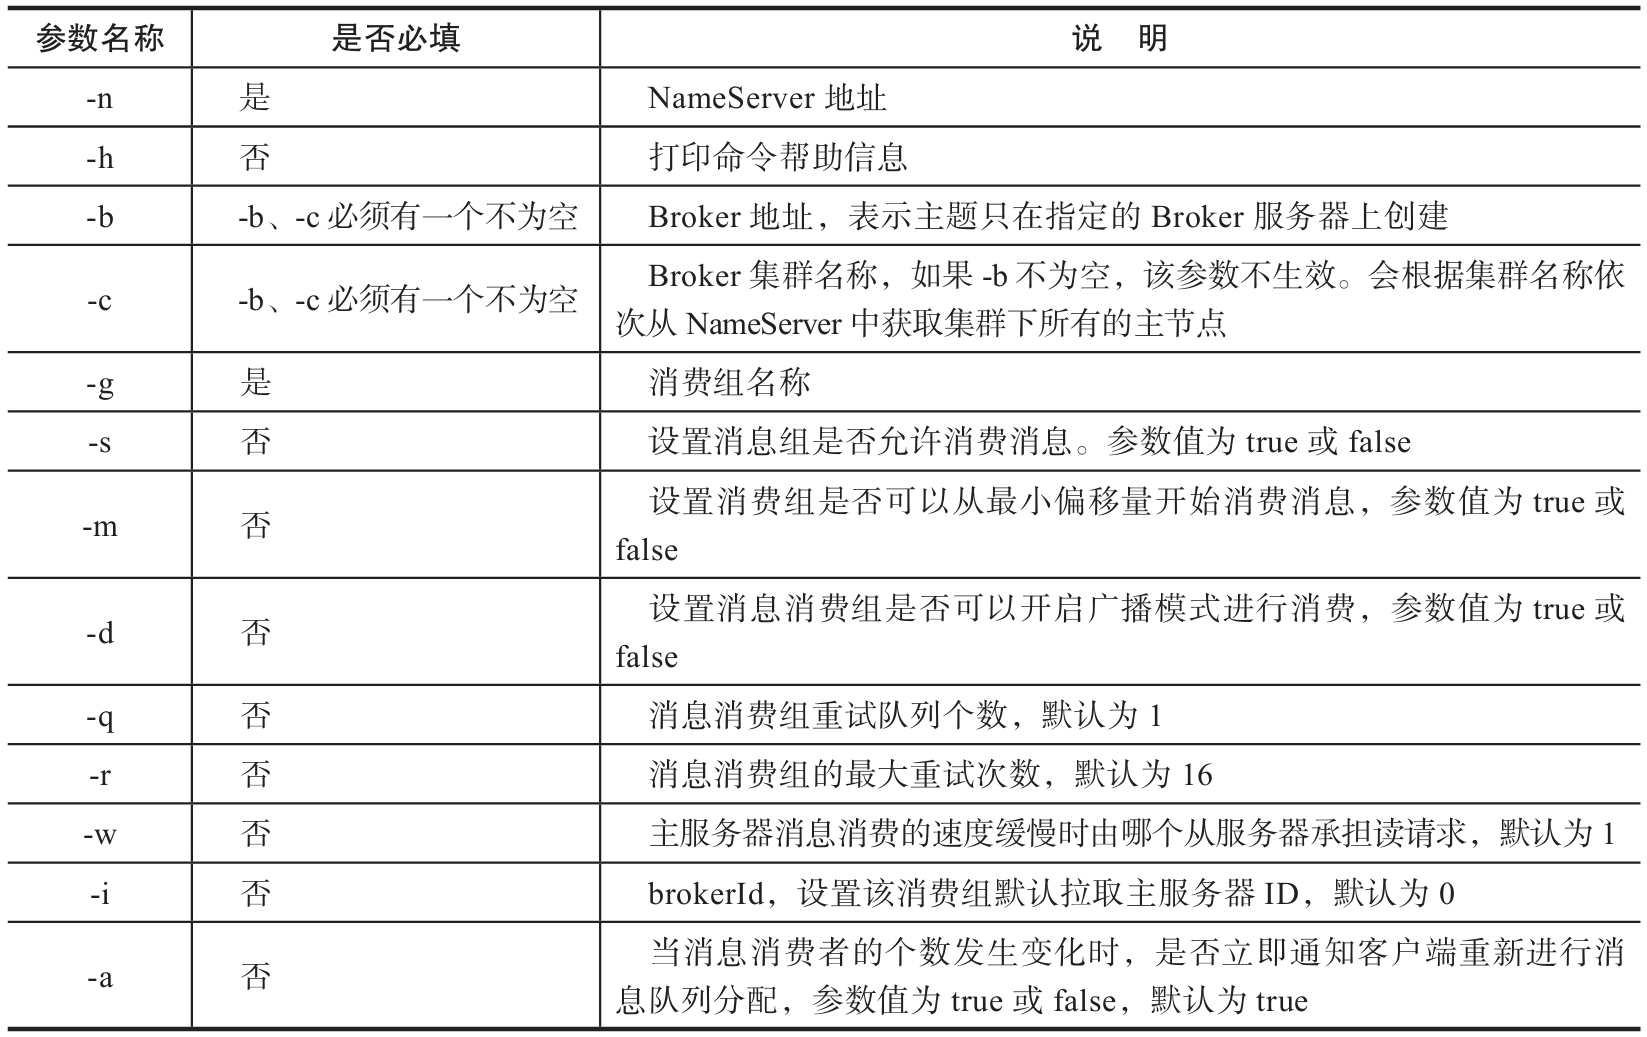 参数名称 是否必填 说 明
-n 是 NameServer 地址
-h 否 打印命令帮助信息
-b -b、-c 必须有一个不为空 Broker 地址，表示主题只在指定的 Broker 服务器上创建
-c -b、-c 必须有一个不为空 Broker 集群名称，如果 -b 不为空，该参数不生效。会根据集群名称依
次从 NameServer 中获取集群下所有的主节点
-g 是 消费组名称
-s 否 设置消息组是否允许消费消息。参数值为 true 或 false
-m 否 设置消费组是否可以从最小偏移量开始消费消息，参数值为 true 或
false
-d 否 设置消息消费组是否可以开启广播模式进行消费，参数值为 true 或
false
-q 否 消息消费组重试队列个数，默认为 1
-r 否 消息消费组的最大重试次数，默认为 16
-w 否 主服务器消息消费的速度缓慢时由哪个从服务器承担读请求，默认为 1
-i 否 brokerId，设置该消费组默认拉取主服务器 ID，默认为 0
-a 否 当消息消费者的个数发生变化时，是否立即通知客户端重新进行消
息队列分配，参数值为 true 或 false，默认为 true